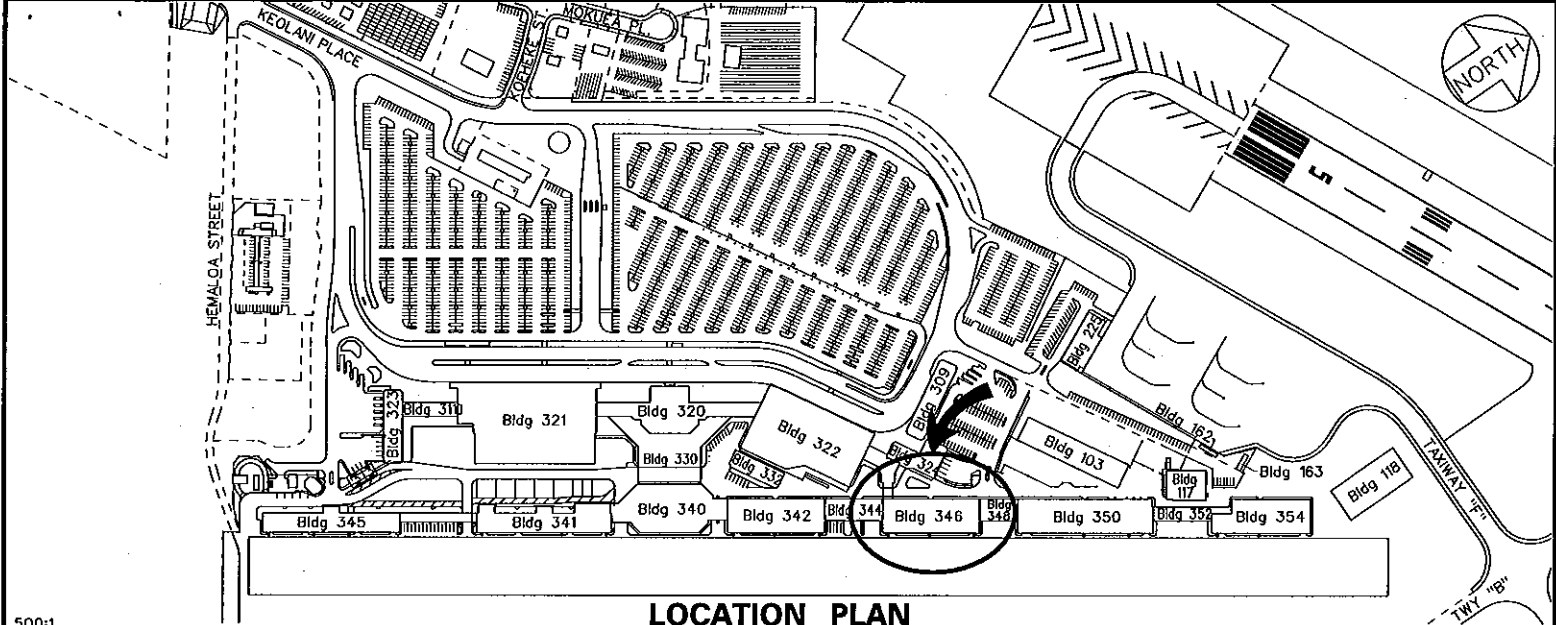 KEOLANI PLACE
KOEHEKE S
MOKUEA PL.
NORTH
5
HEMALOA STREET
Bldg 225
Bldg 309
Bldg 323
Bldg 311
Bldg 321
Bldg 320
Bldg 322
Bldg 162
Bldg 103
Bldg 163
Bldg 330
Bldg 332
Bldg 324
Bldg 117
Bldg 118
TAXIWAY "F"
Bldg 345
Bldg 341
Bldg 340
Bldg 342
Bldg 344
Bldg 346
Bldg 348
Bldg 350
Bldg 352
Bldg 354
TWY "B"
LOCATION PLAN
500:1